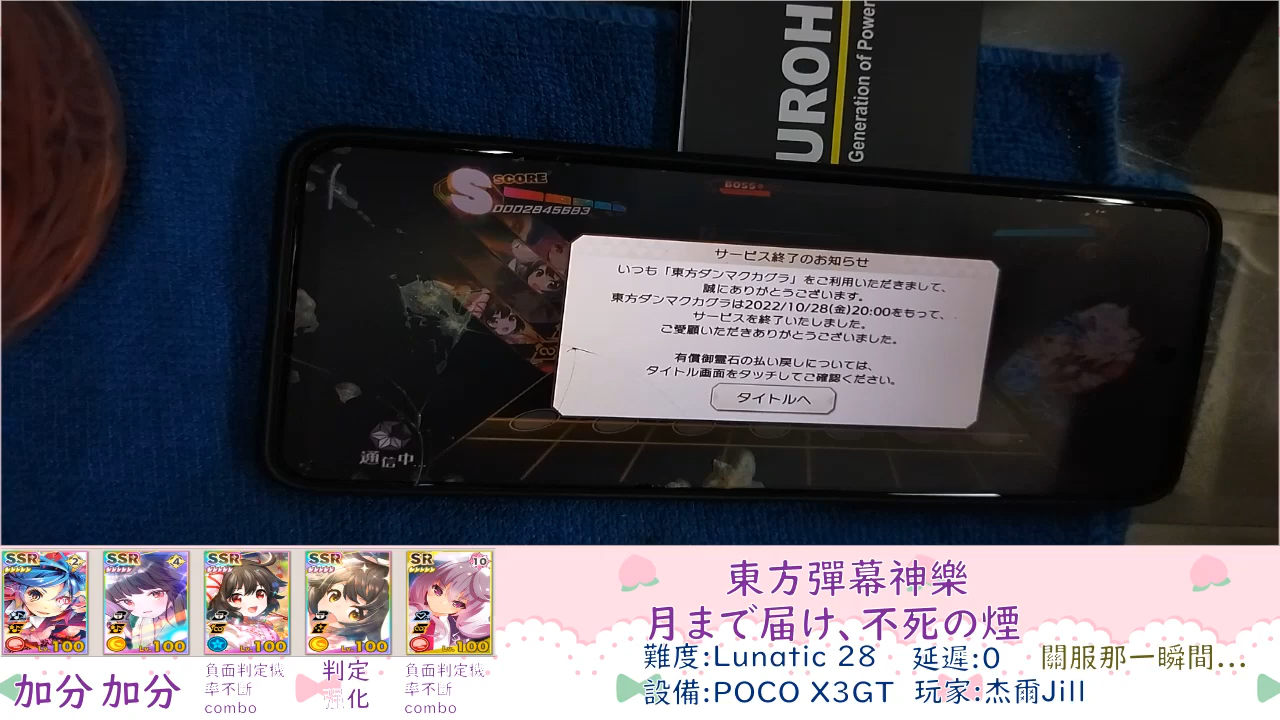 UROH
Generation of Power
SCORE
S
0002845683
BOSS
サービス終了のお知らせ
いつも「東方ダンマクカグラ」をご利用いただきまして、
誠にありがとうございます。
東方ダンマクカグラは2022/10/28(金)20:00をもって、
サービスを終了いたしました。
ご愛顧いただきありがとうございました。
有償御霊石の払い戻しについては、
タイトル画面をタッチしてご確認ください。
タイトルへ
通信中
SSR
2
Lv.100
SSR
4
Lv.100
SSR
Lv.100
SSR
Lv.100
SR
10
Lv.100
加分
加分
負面判定機
率不斷
combo
判定
強化
負面判定機
率不斷
combo
東方彈幕神樂
月まで届け、不死の煙
難度:Lunatic 28 延遲:0 關服那一瞬間...
設備:POCO X3GT 玩家:杰爾Jill